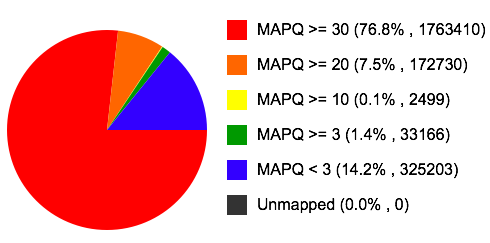 MAPQ >= 30 (76.8% , 1763410)
MAPQ >= 20 (7.5% , 172730)
MAPQ >= 10 (0.1% , 2499)
MAPQ >= 3 (1.4% , 33166)
MAPQ < 3 (14.2% , 325203)
Unmapped (0.0% , 0)